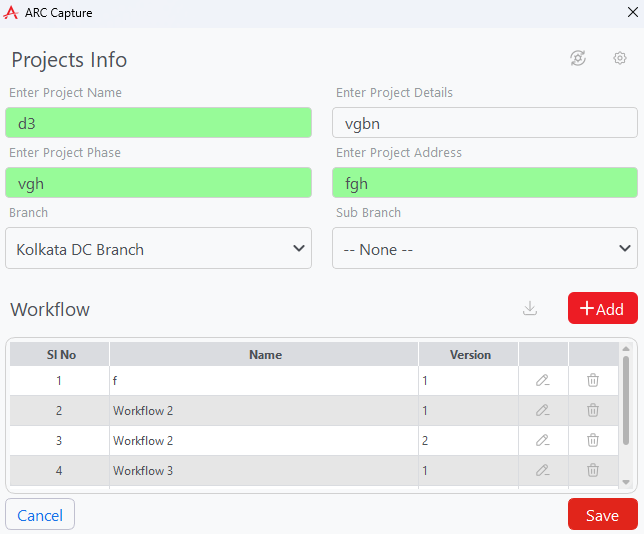 ARC Capture
Projects Info
Enter Project Name Enter Project Details
d3 vgbn
Enter Project Phase Enter Project Address
vgh fgh
Branch Sub Branch
Kolkata DC Branch -- None --
Workflow +Add
Sl No Name Version
1 f 1
2 Workflow 2 1
3 Workflow 2 2
4 Workflow 3 1
Cancel Save